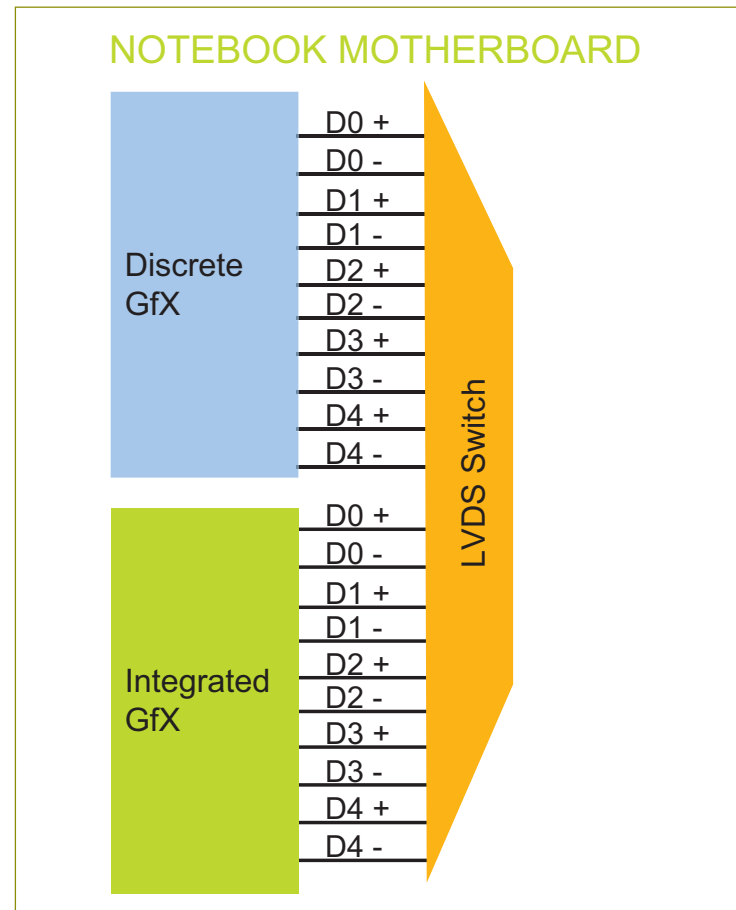 NOTEBOOK MOTHERBOARD
Discrete
GfX
D0 +
D0 -
D1 +
D1 -
D2 +
D2 -
D3 +
D3 -
D4 +
D4 -
Integrated
GfX
D0 +
D0 -
D1 +
D1 -
D2 +
D2 -
D3 +
D3 -
D4 +
D4 -
LVDS Switch